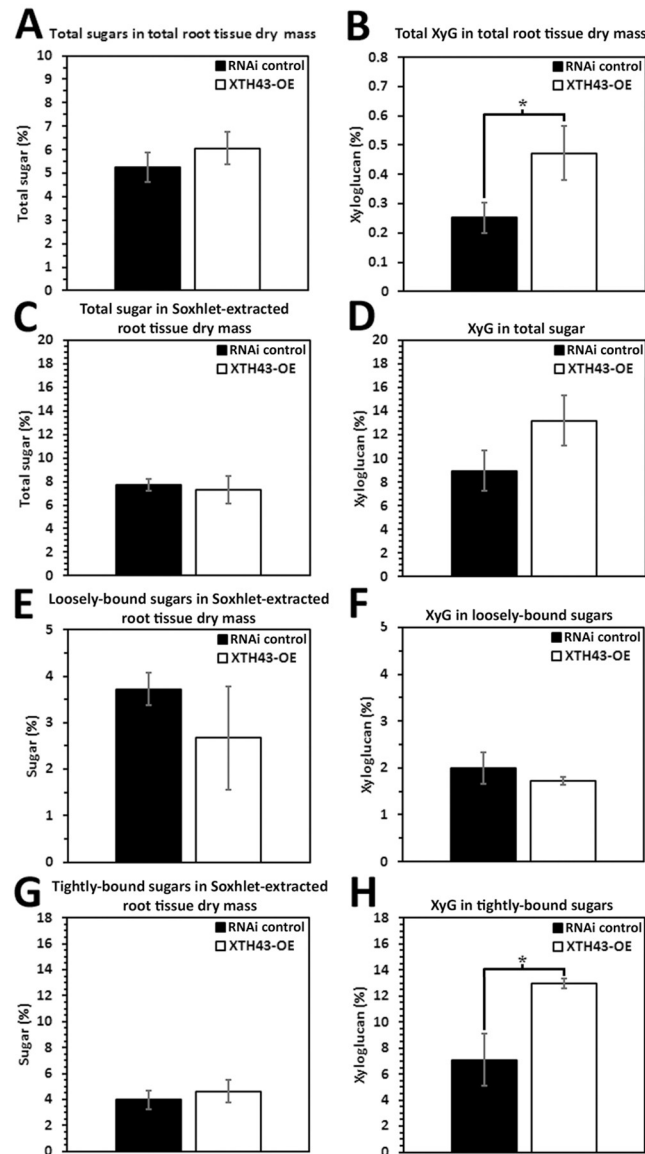 A Total sugars in total root tissue dry mass
RNAi control
XTH43-OE
Total sugar (%)
10
9
8
7
6
5
4
3
2
1
0
B Total XyG in total root tissue dry mass
RNAi control
XTH43-OE
*
Xyloglucan (%)
0.8
0.7
0.6
0.5
0.4
0.3
0.2
0.1
0
C Total sugar in Soxhlet-extracted
root tissue dry mass
RNAi control
XTH43-OE
Total sugar (%)
20
18
16
14
12
10
8
6
4
2
0
D XyG in total sugar
RNAi control
XTH43-OE
Xyloglucan (%)
20
18
16
14
12
10
8
6
4
2
0
E Loosely-bound sugars in Soxhlet-extracted
root tissue dry mass
RNAi control
XTH43-OE
Sugar (%)
5
4
3
2
1
0
F XyG in loosely-bound sugars
RNAi control
XTH43-OE
Xyloglucan (%)
5
4
3
2
1
0
G Tightly-bound sugars in Soxhlet-extracted
root tissue dry mass
RNAi control
XTH43-OE
Sugar (%)
18
16
14
12
10
8
6
4
2
0
H XyG in tightly-bound sugars
RNAi control
XTH43-OE
*
Xyloglucan (%)
18
16
14
12
10
8
6
4
2
0